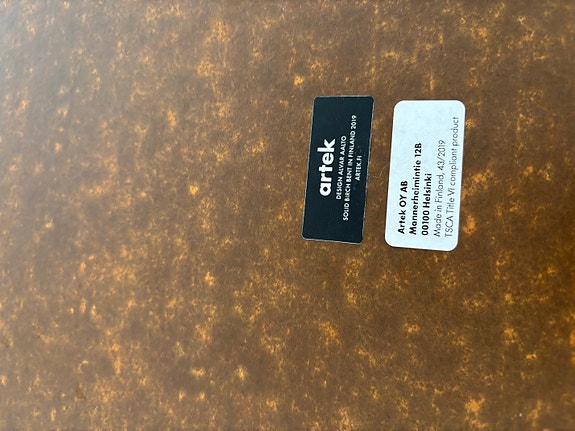 artek
DESIGN ALVAR AALTO
SOLID BIRCH BENT IN FINLAND 2019
ARTEK.FI
Artek OY AB
Mannerheimintie 12B
00100 Helsinki
Made in Finland, 43/2019
TSCA Title VI compliant product